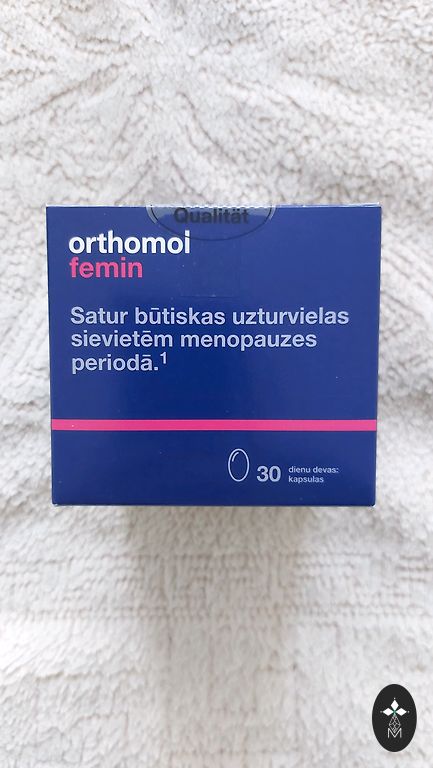 Qualität
orthomol
femin
Satur būtiskas uzturvielas
sievietēm menopauzes
periodā.¹
30 dienu devas:
kapsulas
M